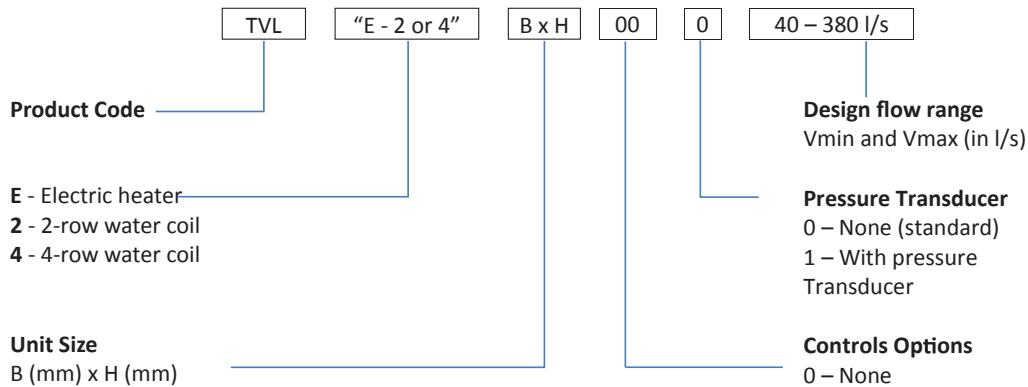 TVL “E - 2 or 4” B x H 00 0 40 – 380 l/s
Product Code
E - Electric heater
2 - 2-row water coil
4 - 4-row water coil
Unit Size
B (mm) x H (mm)
Design flow range
Vmin and Vmax (in l/s)
Pressure Transducer
0 – None (standard)
1 – With pressure
Transducer
Controls Options
0 – None